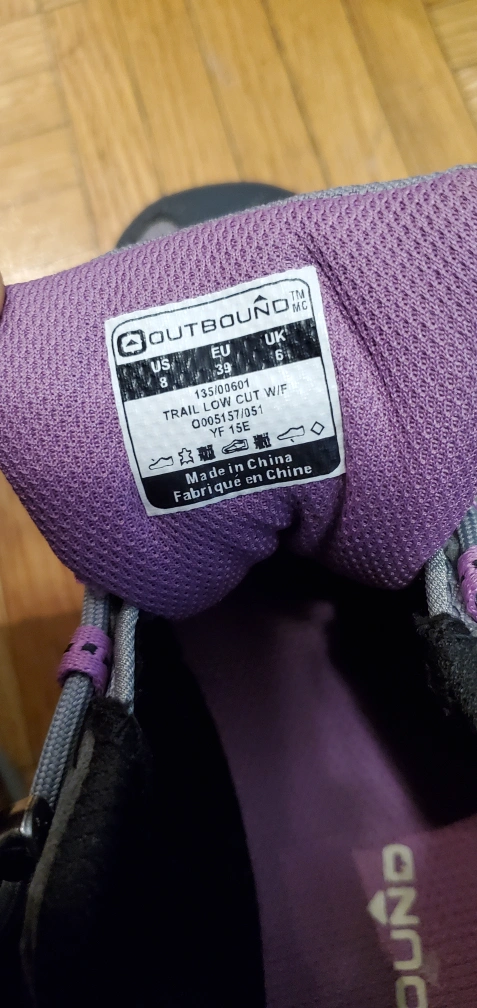 OUTBOUND TM
MC
US EU UK
8 39 6
135/00601
TRAIL LOW CUT W/F
O005157/051
YF 15E
Made in China
Fabriqué en Chine
OUND